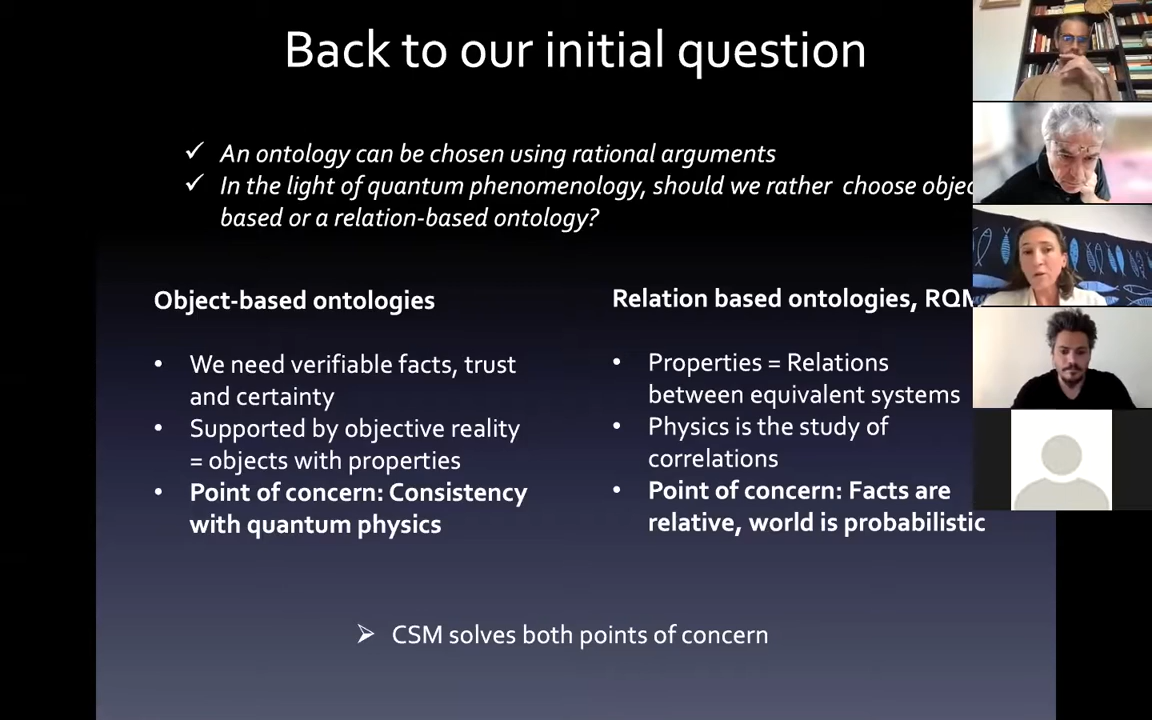 Back to our initial question
An ontology can be chosen using rational arguments
In the light of quantum phenomenology, should we rather choose
based or a relation-based ontology?
Object-based ontologies
We need verifiable facts, trust
and certainty
Supported by objective reality
= objects with properties
Point of concern: Consistency
with quantum physics
Relation based ontologies, RQM
Properties = Relations
between equivalent systems
Physics is the study of
correlations
Point of concern: Facts are
relative, world is probabilistic
CSM solves both points of concern